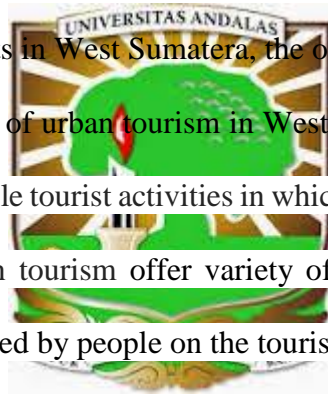 UNIVERSITAS ANDALAS
s in West Sumatera, the o
of urban tourism in West
le tourist activities in which
tourism offer variety of
ed by people on the touris